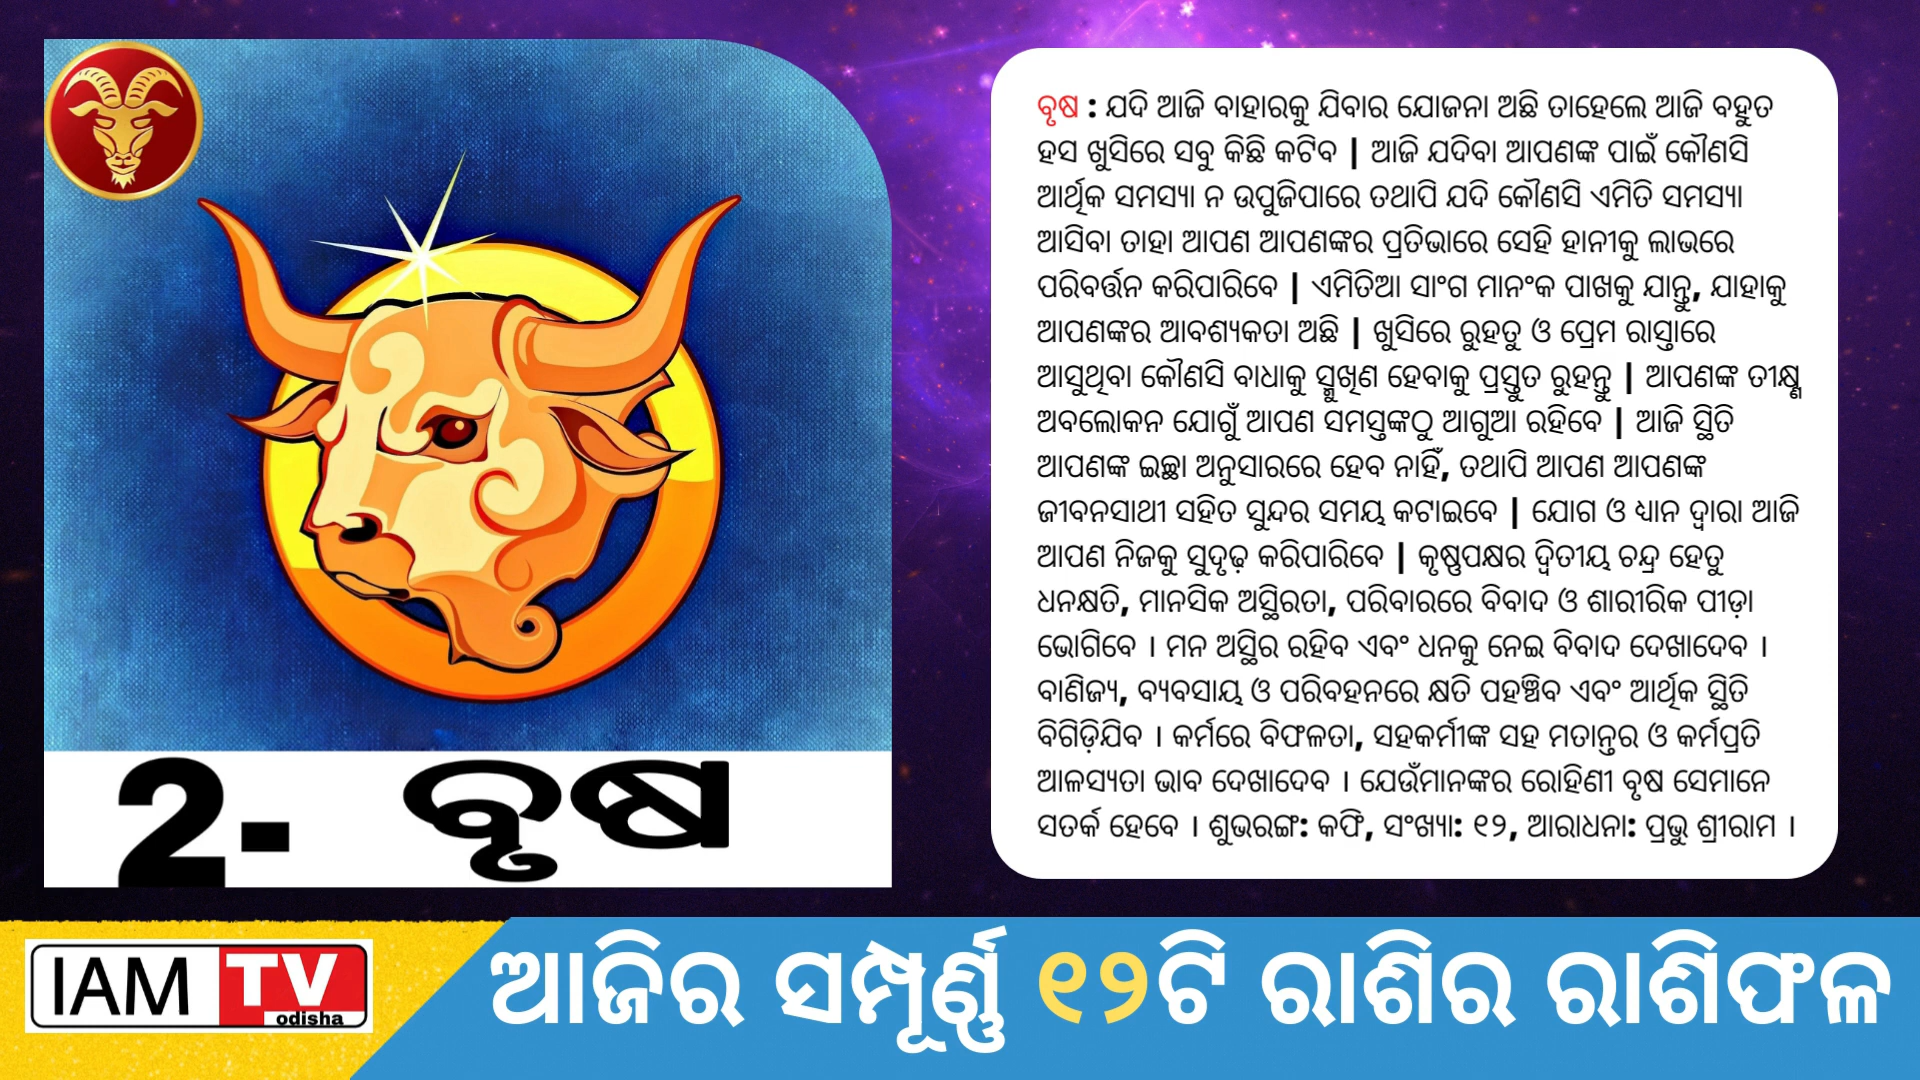 2- ବୃଷ
ବୃଷ : ଯଦି ଆଜି ବାହାରକୁ ଯିବାର ଯୋଜନା ଅଛି ତାହେଲେ ଆଜି ବହୁତ
ହସ ଖୁସିରେ ସବୁ କିଛି କଟିବ | ଆଜି ଯଦିବା ଆପଣଙ୍କ ପାଇଁ କୌଣସି
ଆର୍ଥିକ ସମସ୍ୟା ନ ଉପୁଜିପାରେ ତଥାପି ଯଦି କୌଣସି ଏମିତି ସମସ୍ୟା
ଆସିବା ତାହା ଆପଣ ଆପଣଙ୍କର ପ୍ରତିଭାରେ ସେହି ହାନୀକୁ ଲାଭରେ
ପରିବର୍ତ୍ତନ କରିପାରିବେ | ଏମିତିଆ ସାଂଗ ମାନଂକ ପାଖକୁ ଯାନ୍ତୁ, ଯାହାକୁ
ଆପଣଙ୍କର ଆବଶ୍ୟକତା ଅଛି | ଖୁସିରେ ରୁହତୁ ଓ ପ୍ରେମ ରାସ୍ତାରେ
ଆସୁଥିବା କୌଣସି ବାଧାକୁ ସ୍ମୁଖିଣ ହେବାକୁ ପ୍ରସ୍ତୁତ ରୁହନ୍ତୁ | ଆପଣଙ୍କ ତୀକ୍ଷ୍ଣ
ଅବଲୋକନ ଯୋଗୁଁ ଆପଣ ସମସ୍ତଙ୍କଠୁ ଆଗୁଆ ରହିବେ | ଆଜି ସ୍ଥିତି
ଆପଣଙ୍କ ଇଚ୍ଛା ଅନୁସାରରେ ହେବ ନାହିଁ, ତଥାପି ଆପଣ ଆପଣଙ୍କ
ଜୀବନସାଥୀ ସହିତ ସୁନ୍ଦର ସମୟ କଟାଇବେ | ଯୋଗ ଓ ଧ୍ୟାନ ଦ୍ୱାରା ଆଜି
ଆପଣ ନିଜକୁ ସୁଦୃଢ଼ କରିପାରିବେ | କୃଷ୍ଣପକ୍ଷର ଦ୍ୱିତୀୟ ଚନ୍ଦ୍ର ହେତୁ
ଧନକ୍ଷତି, ମାନସିକ ଅସ୍ଥିରତା, ପରିବାରରେ ବିବାଦ ଓ ଶାରୀରିକ ପୀଡ଼ା
ଭୋଗିବେ । ମନ ଅସ୍ଥିର ରହିବ ଏବଂ ଧନକୁ ନେଇ ବିବାଦ ଦେଖାଦେବ ।
ବାଣିଜ୍ୟ, ବ୍ୟବସାୟ ଓ ପରିବହନରେ କ୍ଷତି ପହଞ୍ଚିବ ଏବଂ ଆର୍ଥିକ ସ୍ଥିତି
ବିଗିଡ଼ିଯିବ । କର୍ମରେ ବିଫଳତା, ସହକର୍ମୀଙ୍କ ସହ ମତାନ୍ତର ଓ କର୍ମପ୍ରତି
ଆଳସ୍ୟତା ଭାବ ଦେଖାଦେବ । ଯେଉଁମାନଙ୍କର ରୋହିଣୀ ବୃଷ ସେମାନେ
ସତର୍କ ହେବେ । ଶୁଭରଙ୍ଗ: କଫି, ସଂଖ୍ୟା: ୧୨, ଆରାଧନା: ପ୍ରଭୁ ଶ୍ରୀରାମ ।
IAM TV
odisha
ଆଜିର ସମ୍ପୂର୍ଣ୍ଣ ୧୨ଟି ରାଶିର ରାଶିଫଳ